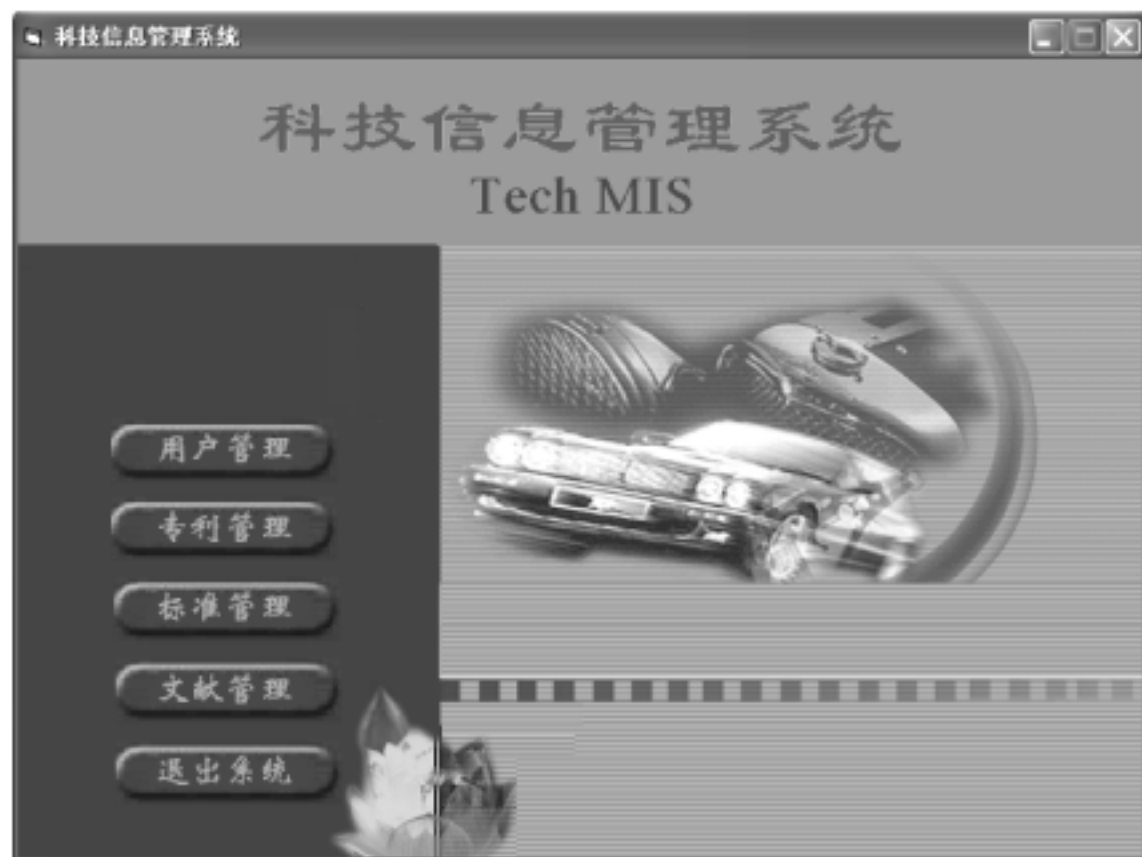 科技信息管理系统
科技信息管理系统
Tech MIS
用户管理
专利管理
标准管理
文献管理
退出系统